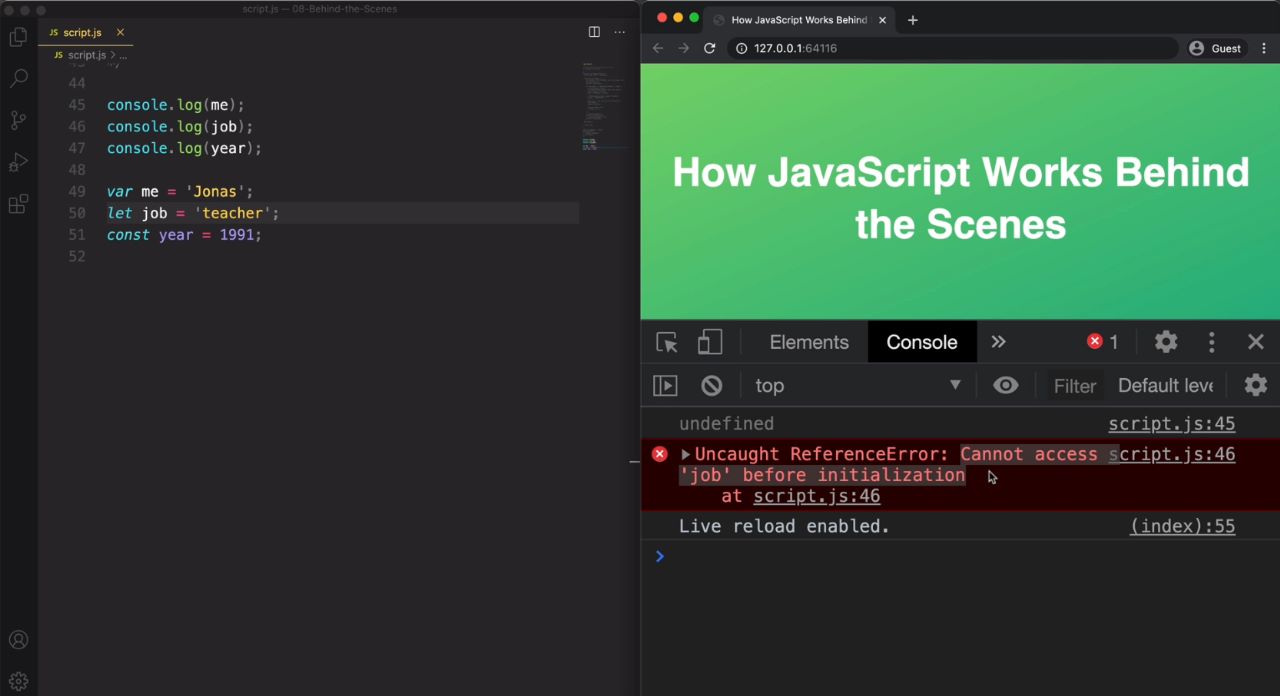 script.js — 08-Behind-the-Scenes
JS script.js ×
JS script.js > ...
44
45 console.log(me);
46 console.log(job);
47 console.log(year);
48
49 var me = 'Jonas';
50 let job = 'teacher';
51 const year = 1991;
52
How JavaScript Works Behind
127.0.0.1:64116
Guest
How JavaScript Works Behind
the Scenes
Elements Console » 1
top Filter Default leve
undefined script.js:45
Uncaught ReferenceError: Cannot access script.js:46
'job' before initialization
at script.js:46
Live reload enabled. (index):55